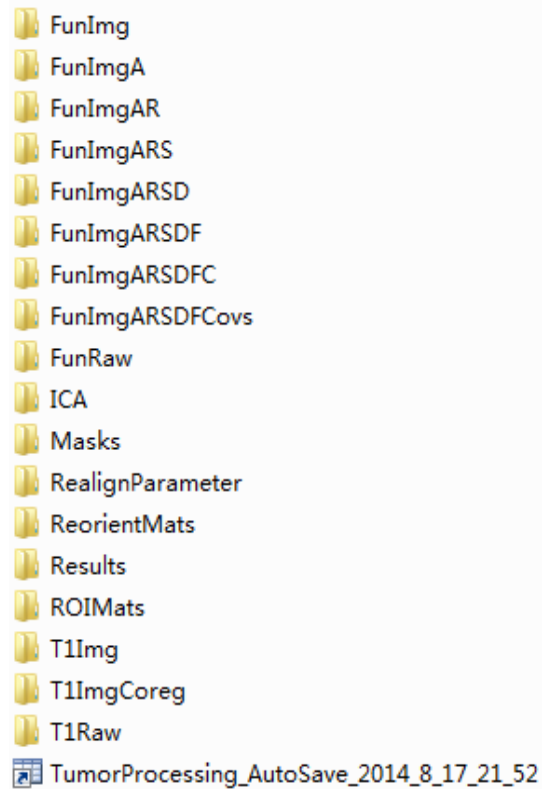 FunImg
FunImgA
FunImgAR
FunImgARS
FunImgARSD
FunImgARSDF
FunImgARSDFC
FunImgARSDFCovs
FunRaw
ICA
Masks
RealignParameter
ReorientMats
Results
ROIMats
T1Img
T1ImgCoreg
T1Raw
TumorProcessing_AutoSave_2014_8_17_21_52